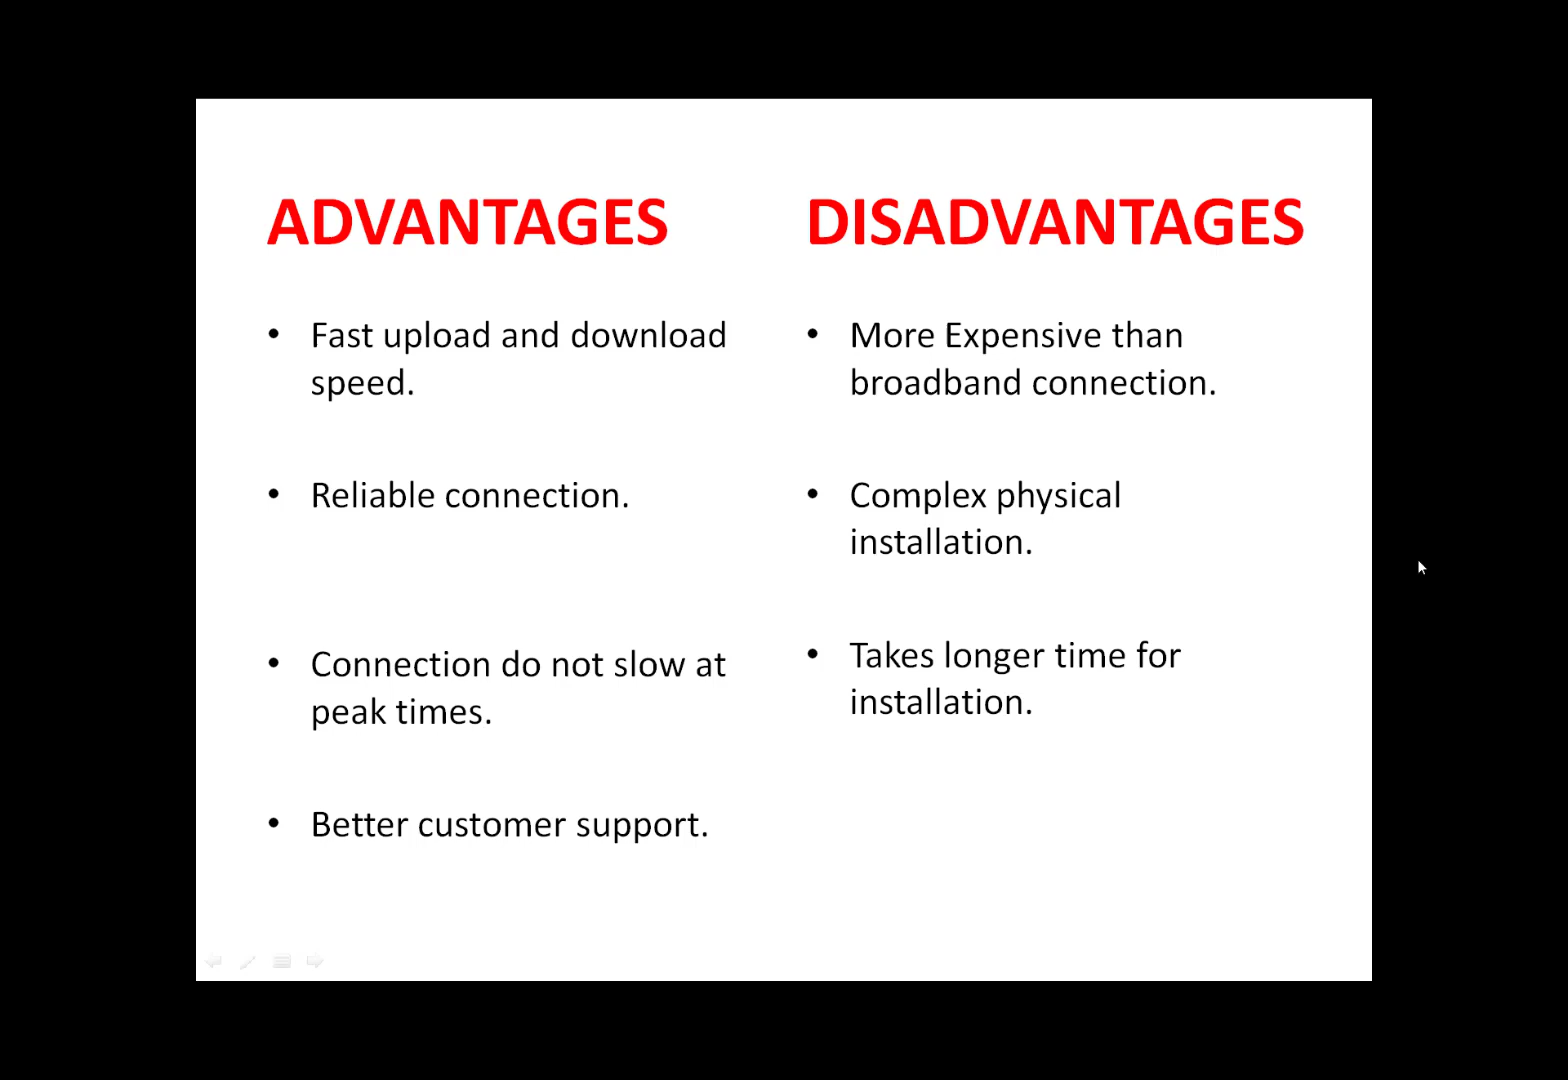 ADVANTAGES
• Fast upload and download
speed.
• Reliable connection.
• Connection do not slow at
peak times.
• Better customer support.
DISADVANTAGES
• More Expensive than
broadband connection.
• Complex physical
installation.
• Takes longer time for
installation.